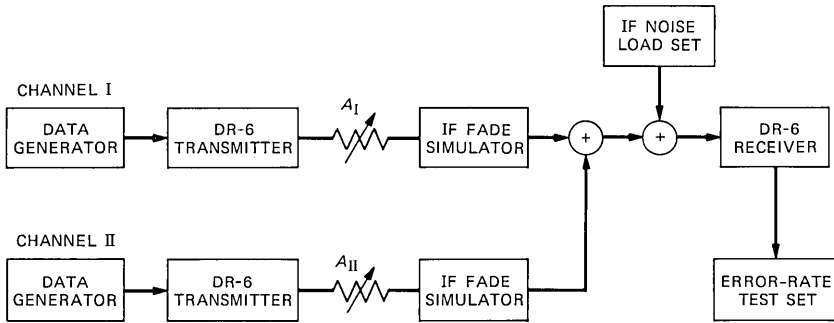 IF NOISE
LOAD SET
CHANNEL I
DATA
GENERATOR
DR-6
TRANSMITTER
A_I
IF FADE
SIMULATOR
+
+
DR-6
RECEIVER
CHANNEL II
DATA
GENERATOR
DR-6
TRANSMITTER
A_II
IF FADE
SIMULATOR
ERROR-RATE
TEST SET